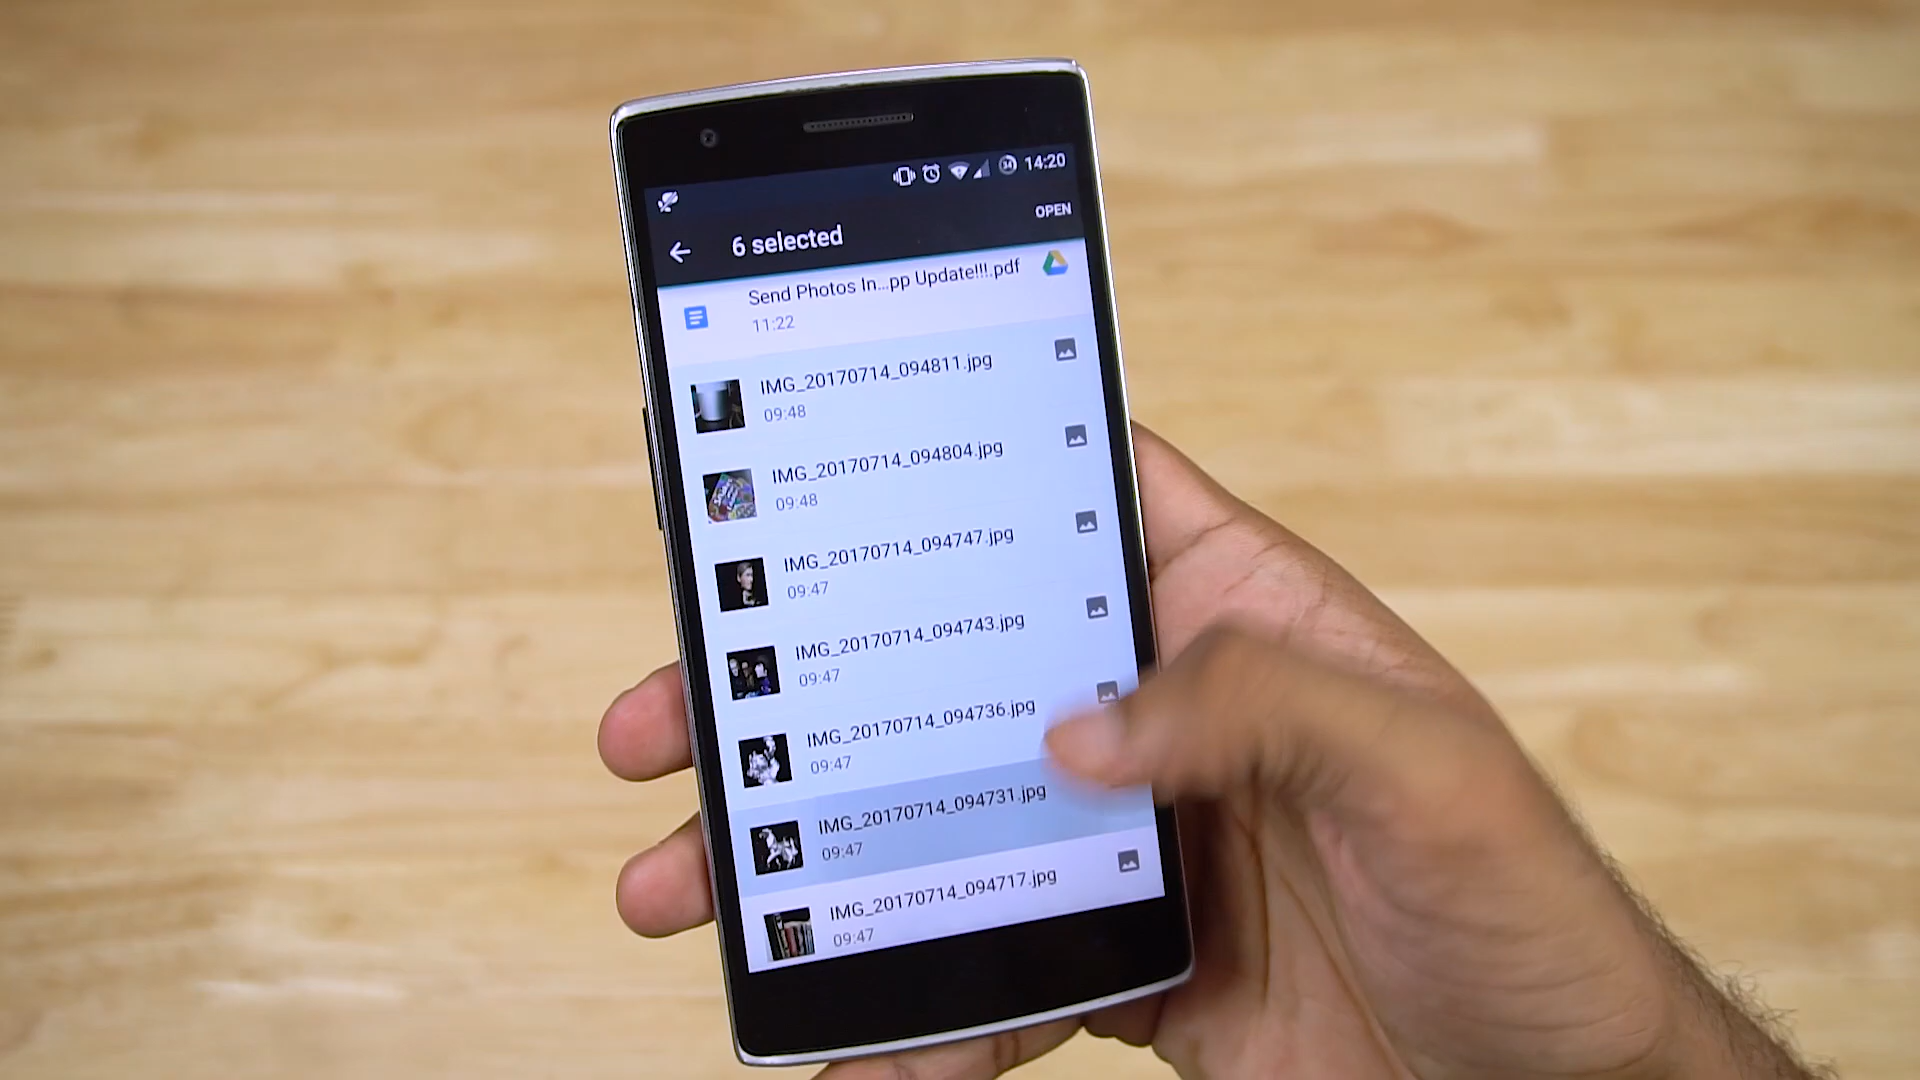 34 14:20
OPEN
6 selected
Send Photos In...pp Update!!!.pdf
11:22
IMG_20170714_094811.jpg
09:48
IMG_20170714_094804.jpg
09:48
IMG_20170714_094747.jpg
09:47
IMG_20170714_094743.jpg
09:47
IMG_20170714_094736.jpg
09:47
IMG_20170714_094731.jpg
09:47
IMG_20170714_094717.jpg
09:47